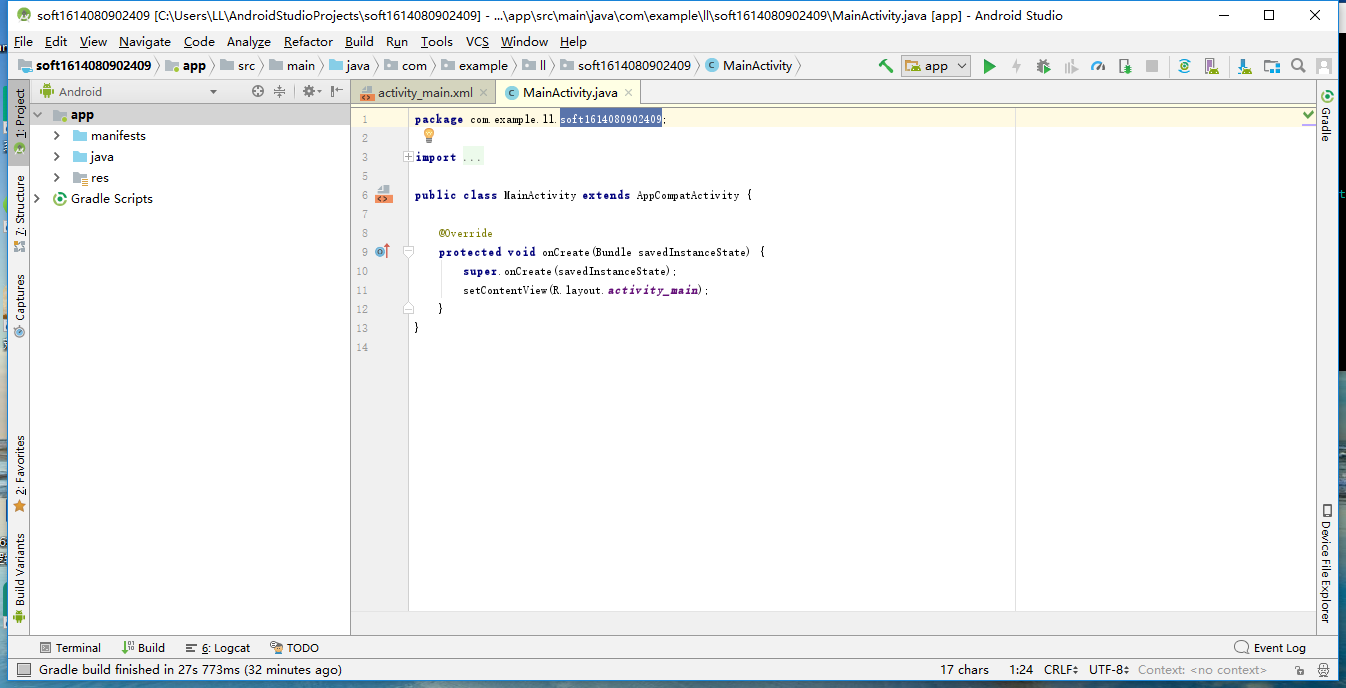 soft1614080902409 [C:\Users\LL\AndroidStudioProjects\soft1614080902409] - ...\app\src\main\java\com\example\ll\soft1614080902409\MainActivity.java [app] - Android Studio
File Edit View Navigate Code Analyze Refactor Build Run Tools VCS Window Help
soft1614080902409 app src main java com example ll soft1614080902409 MainActivity app
Android activity_main.xml MainActivity.java
1: Project
7: Structure
Captures
2: Favorites
Build Variants
app
manifests
java
res
Gradle Scripts
1 package com.example.ll.soft1614080902409;
2
3 import ...
5
6 public class MainActivity extends AppCompatActivity {
7
8 @Override
9 protected void onCreate(Bundle savedInstanceState) {
10 super.onCreate(savedInstanceState);
11 setContentView(R.layout.activity_main);
12 }
13 }
14
Gradle
Device File Explorer
Terminal Build 6: Logcat TODO Event Log
Gradle build finished in 27s 773ms (32 minutes ago) 17 chars 1:24 CRLF UTF-8 Context: <no context>